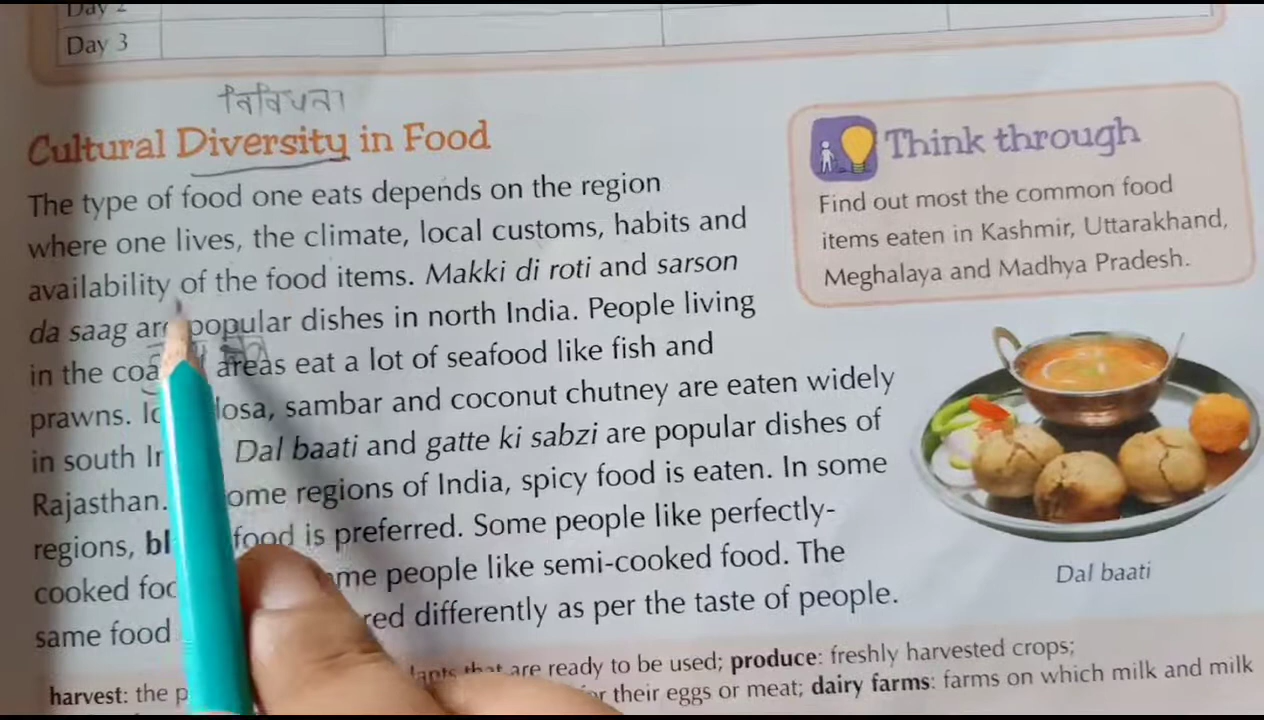 Day 2
Day 3
বিবিধতা
Cultural Diversity in Food
The type of food one eats depends on the region
where one lives, the climate, local customs, habits and
availability of the food items. Makki di roti and sarson
da saag are popular dishes in north India. People living
in the areas eat a lot of seafood like fish and
prawns. sambar and coconut chutney are eaten widely
in south Dal baati and gatte ki sabzi are popular dishes of
Rajasthan. regions of India, spicy food is eaten. In some
regions, food is preferred. Some people like perfectly-
cooked people like semi-cooked food. The
same food differently as per the taste of people.
Think through
Find out most the common food
items eaten in Kashmir, Uttarakhand,
Meghalaya and Madhya Pradesh.
Dal baati
harvest: the that are ready to be used; produce: freshly harvested crops;
their eggs or meat; dairy farms: farms on which milk and milk